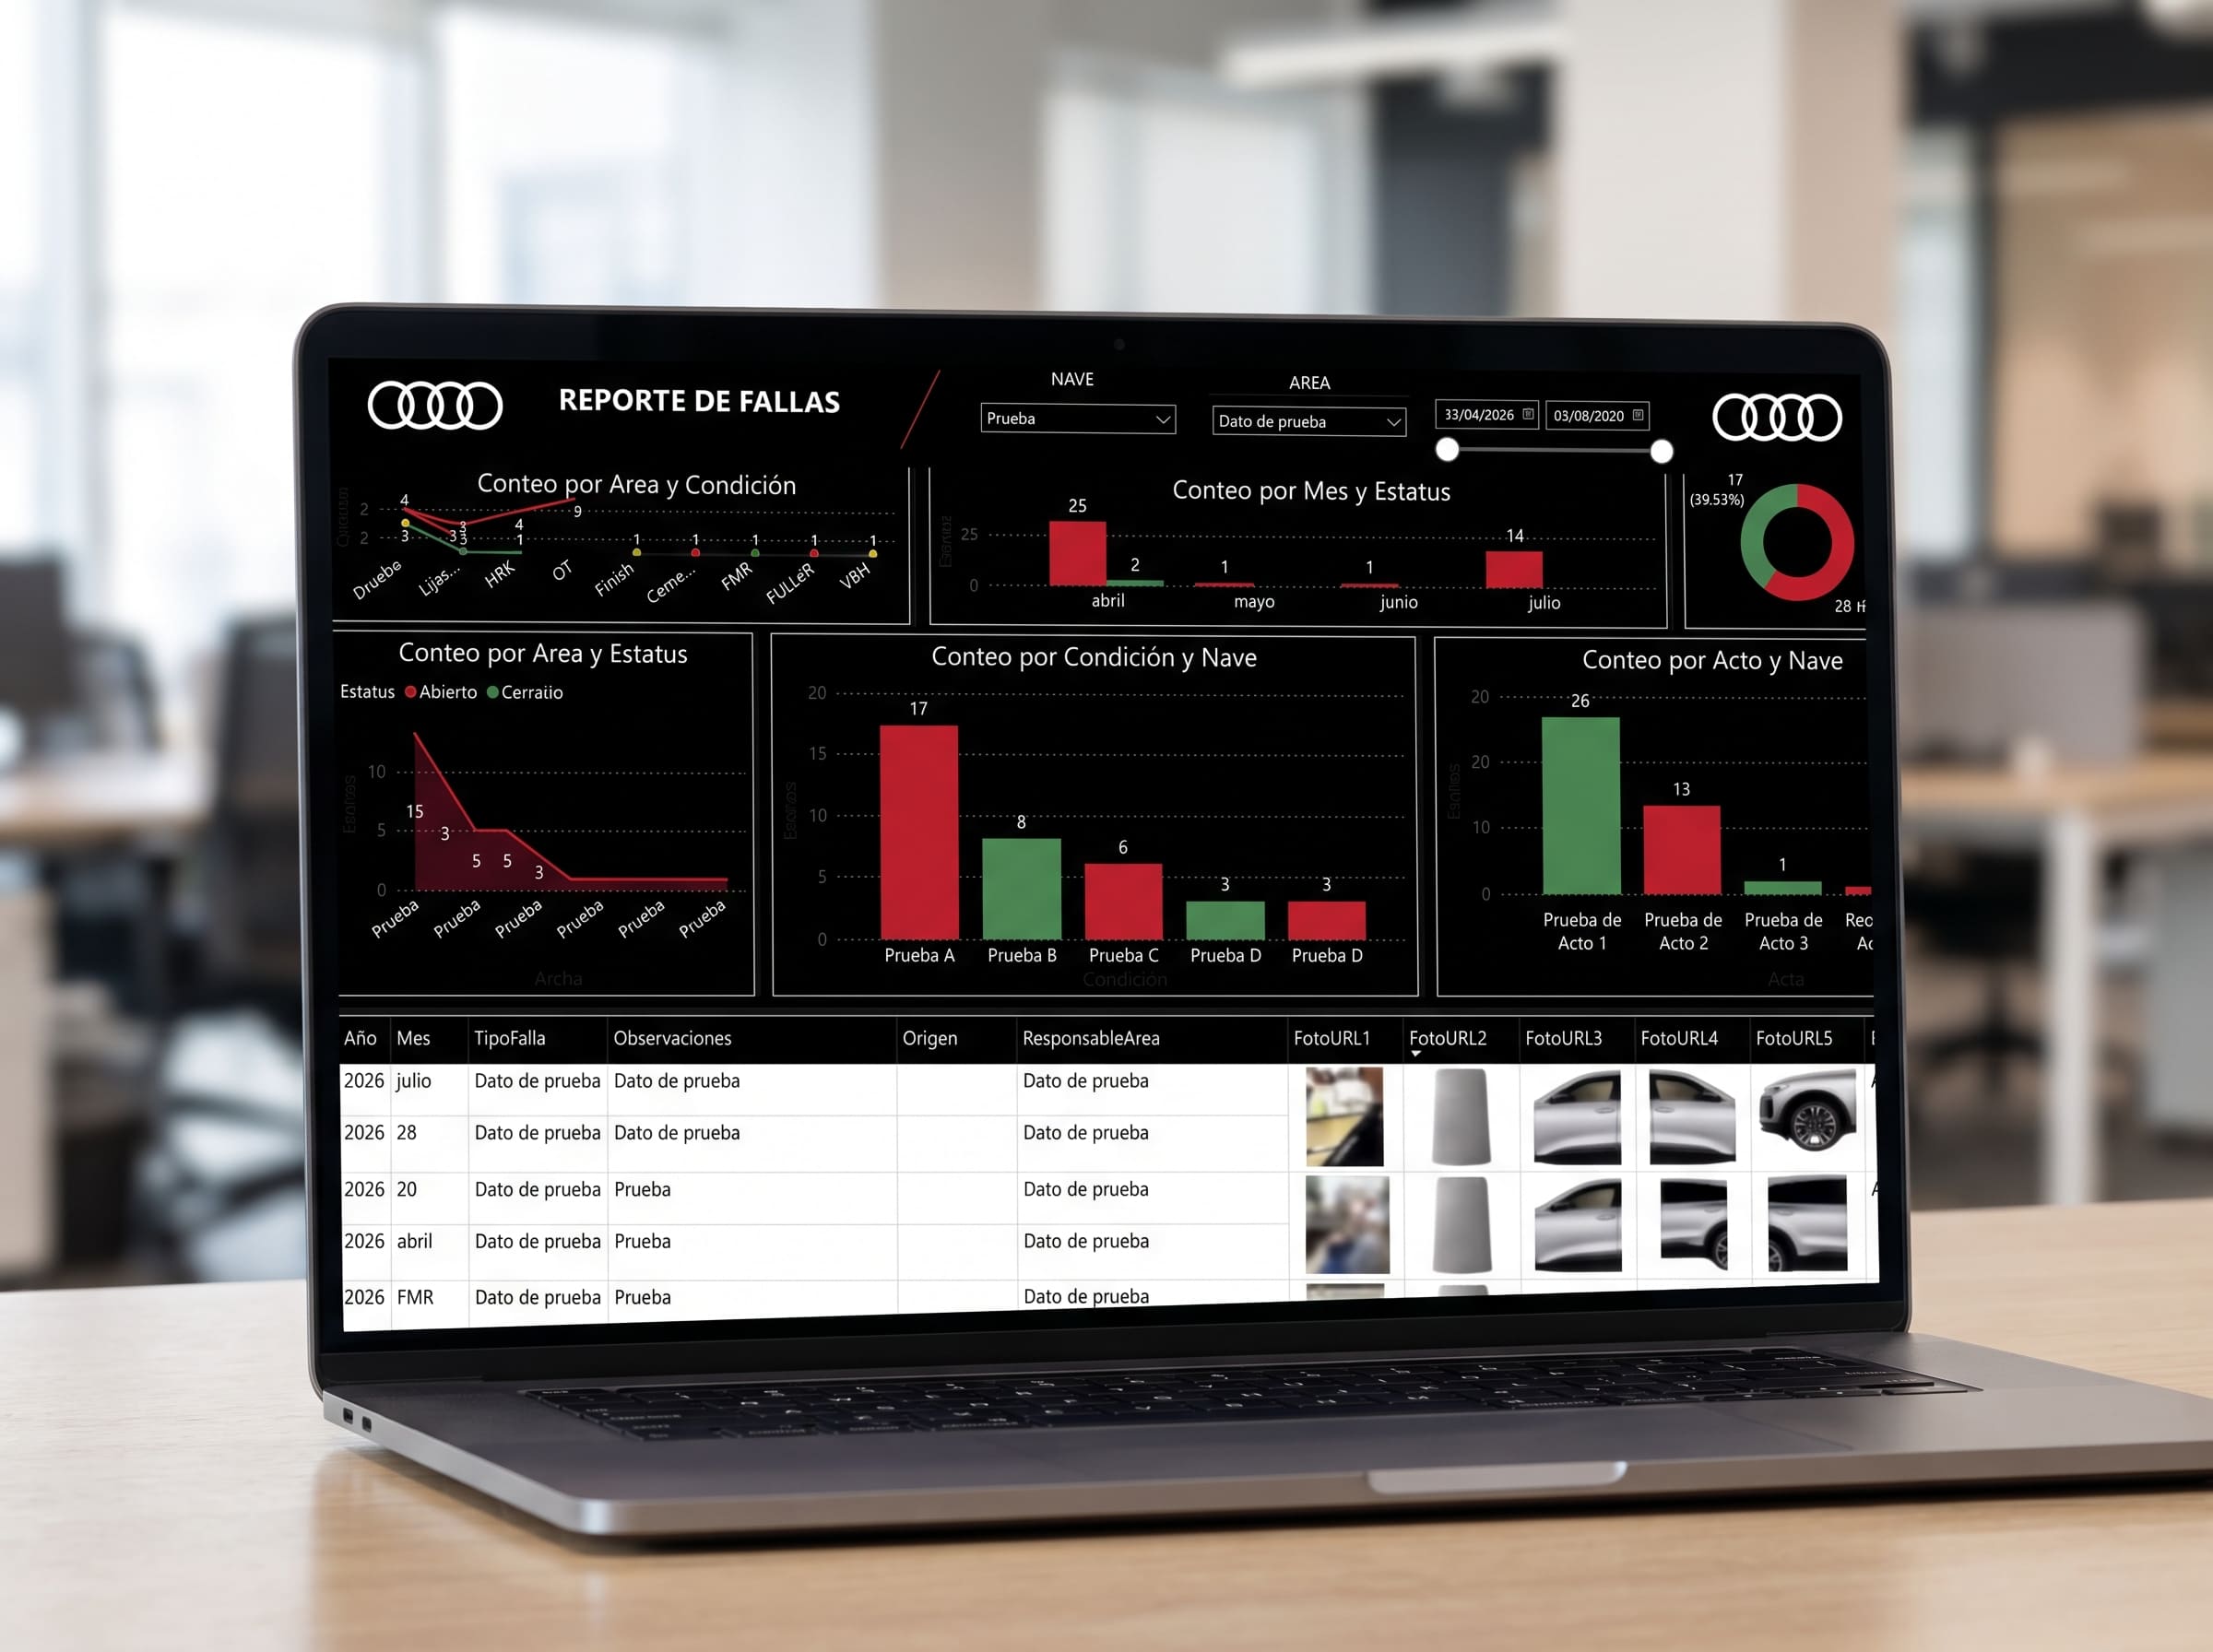 REPORTE DE FALLAS
NAVE
Prueba
AREA
Dato de prueba
33/04/2026
03/08/2020
Conteo por Area y Condición
2
2
4
3
3
3
3
4
1
9
1
1
1
1
1
Druebe
Lijas...
HRK
OT
Finish
Ceme...
FMR
FULLeR
VBH
Conteo por Mes y Estatus
25
0
25
2
1
1
14
abril
mayo
junio
julio
17
(39.53%)
28
Conteo por Area y Estatus
Estatus Abierto Cerratio
10
5
0
15
3
5
5
3
Prueba
Prueba
Prueba
Prueba
Prueba
Prueba
Archa
Conteo por Condición y Nave
20
15
10
5
0
17
8
6
3
3
Prueba A
Prueba B
Prueba C
Prueba D
Prueba D
Condición
Conteo por Acto y Nave
20
20
10
0
26
13
1
Prueba de
Acto 1
Prueba de
Acto 2
Prueba de
Acto 3
Acta
Año Mes TipoFalla Observaciones Origen ResponsableArea FotoURL1 FotoURL2 FotoURL3 FotoURL4 FotoURL5
2026 julio Dato de prueba Dato de prueba Dato de prueba
2026 28 Dato de prueba Dato de prueba Dato de prueba
2026 20 Dato de prueba Prueba Dato de prueba
2026 abril Dato de prueba Prueba Dato de prueba
2026 FMR Dato de prueba Prueba Dato de prueba